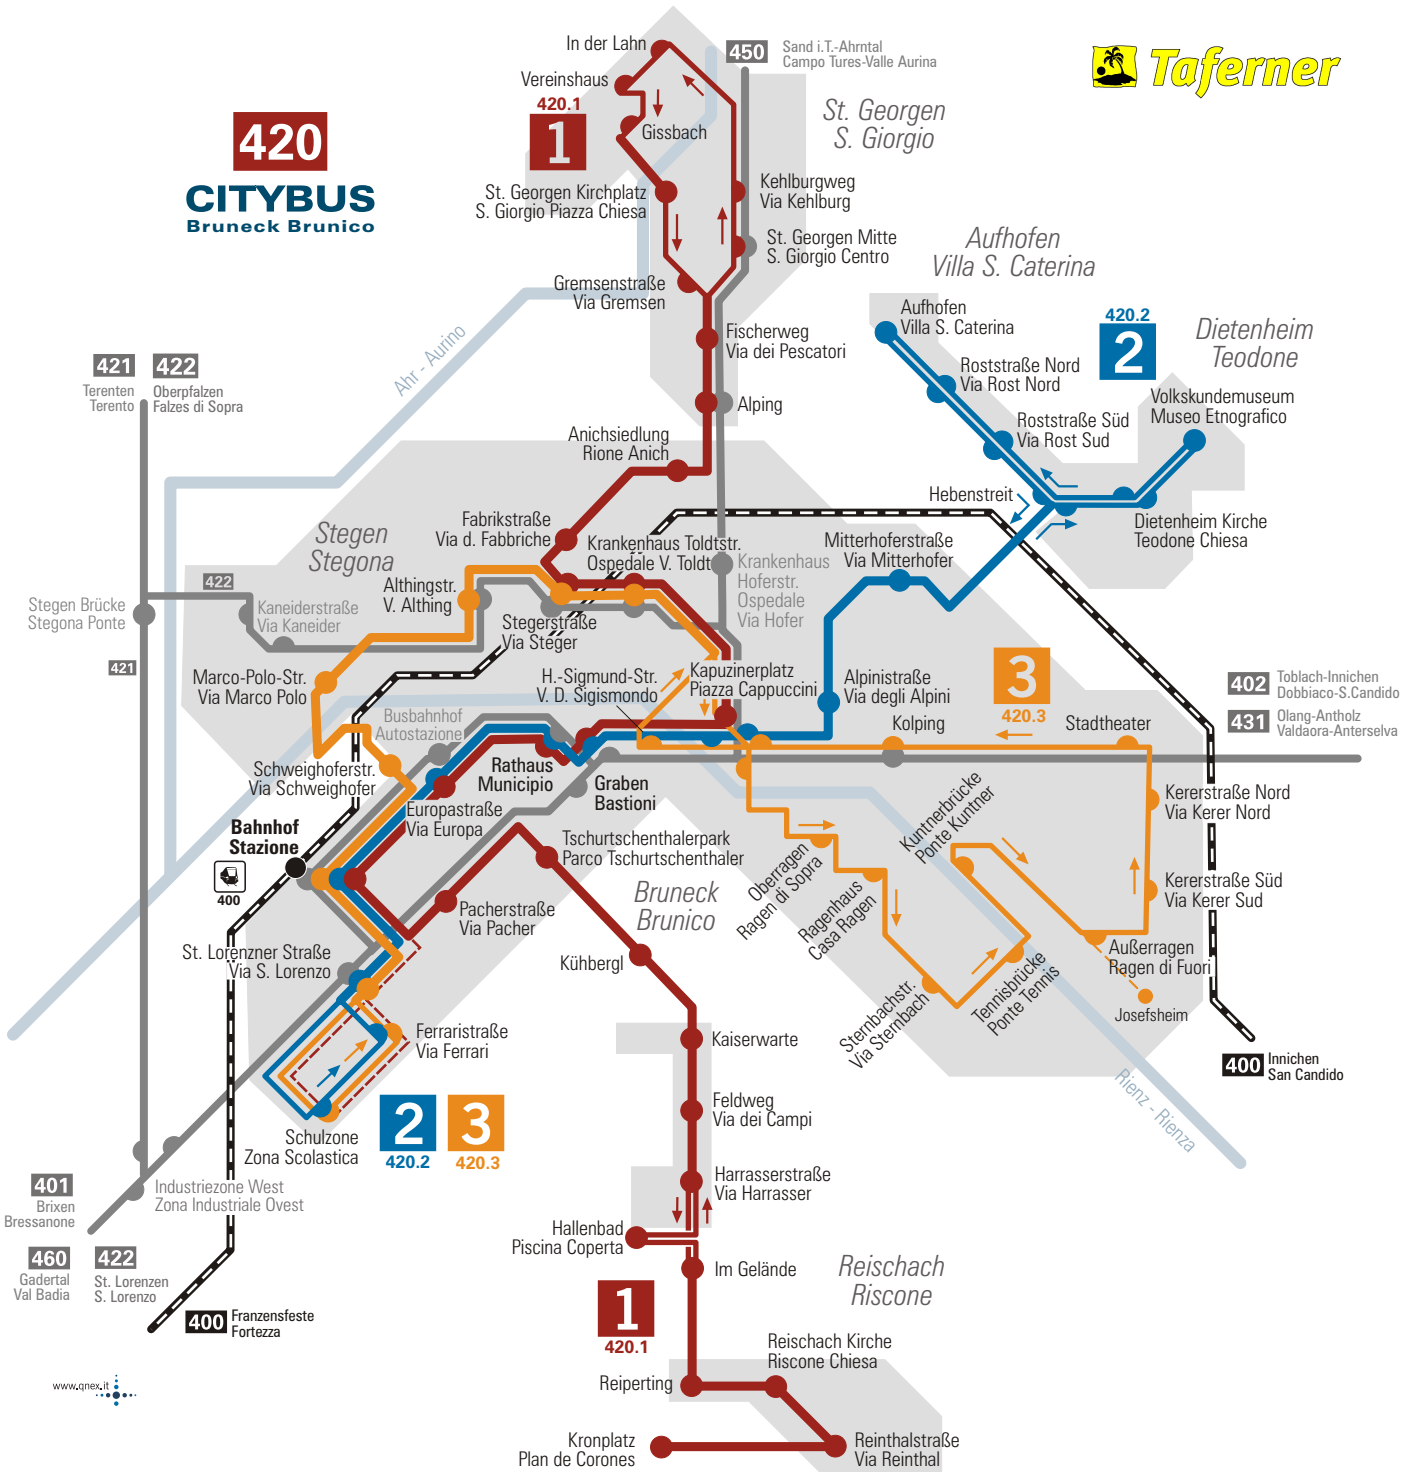 In der Lahn
Vereinshaus
420.1
1
Gissbach
450
Sand i.T.-Ahrntal
Campo Tures-Valle Aurina
Taferner
St. Georgen
S. Giorgio
420
CITYBUS
Bruneck Brunico
St. Georgen Kirchplatz
S. Giorgio Piazza Chiesa
Kehlburgweg
Via Kehlburg
St. Georgen Mitte
S. Giorgio Centro
Gremsenstraße
Via Gremsen
Aufhofen
Villa S. Caterina
Aufhofen
Villa S. Caterina
420.2
2
Dietenheim
Teodone
Fischerweg
Via dei Pescatori
Ahr - Aurino
421
422
Terenten
Terento
Oberpfalzen
Falzes di Sopra
Roststraße Nord
Via Rost Nord
Volkskundemuseum
Museo Etnografico
Alping
Roststraße Süd
Via Rost Sud
Anichsiedlung
Rione Anich
Hebenstreit
Dietenheim Kirche
Teodone Chiesa
Stegen
Stegona
Fabrikstraße
Via d. Fabbriche
Krankenhaus Toldtstr.
Ospedale V. Toldt
Mitterhoferstraße
Via Mitterhofer
Krankenhaus
Hoferstr.
Ospedale
Via Hofer
422
Althingstr.
V. Althing
Stegen Brücke
Stegona Ponte
Kaneiderstraße
Via Kaneider
Stegerstraße
Via Steger
421
Marco-Polo-Str.
Via Marco Polo
H.-Sigmund-Str.
V. D. Sigismondo
Kapuzinerplatz
Piazza Cappuccini
Alpinistraße
Via degli Alpini
3
420.3
402
Toblach-Innichen
Dobbiaco-S.Candido
431
Olang-Antholz
Valdaora-Anterselva
Busbahnhof
Autostazione
Kolping
Stadtheater
Schweighoferstr.
Via Schweighofer
Rathaus
Municipio
Graben
Bastioni
Europastraße
Via Europa
Kuntnerbrücke
Ponte Kuntner
Kererstraße Nord
Via Kerer Nord
Bahnhof
Stazione
400
Tschurtschenthalerpark
Parco Tschurtschenthaler
Bruneck
Brunico
Oberragen
Ragen di Sopra
Ragenhaus
Casa Ragen
Kererstraße Süd
Via Kerer Sud
Pacherstraße
Via Pacher
St. Lorenzner Straße
Via S. Lorenzo
Kühbergl
Außerragen
Ragen di Fuori
Sternbachstr.
Via Sternbach
Tennisbrücke
Ponte Tennis
Josefsheim
Ferraristraße
Via Ferrari
Kaiserwarte
400
Innichen
San Candido
Rienz - Rienza
Feldweg
Via dei Campi
2
420.2
3
420.3
Schulzone
Zona Scolastica
Harrasserstraße
Via Harrasser
401
Brixen
Bressanone
Industriezone West
Zona Industriale Ovest
Hallenbad
Piscina Coperta
460
Gadertal
Val Badia
422
St. Lorenzen
S. Lorenzo
Im Gelände
Reischach
Riscone
400
Franzensfeste
Fortezza
1
420.1
Reischach Kirche
Riscone Chiesa
Reiperting
www.qnex.it
Kronplatz
Plan de Corones
Reinthalstraße
Via Reinthal